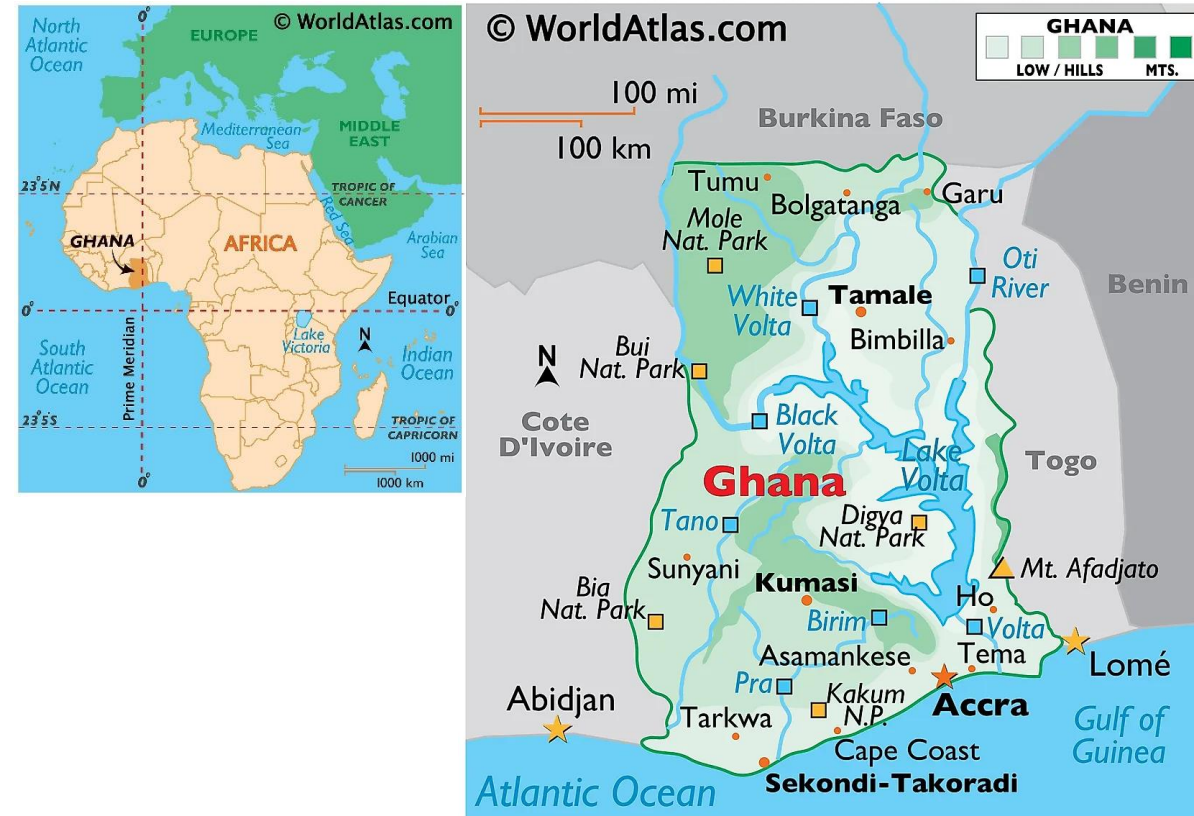 © WorldAtlas.com
0°
North
Atlantic
Ocean
EUROPE
Mediterranean
Sea
MIDDLE
EAST
23°5'N
TROPIC OF
CANCER
Red Sea
GHANA
AFRICA
Arabian
Sea
Equator
0°
0°
Prime Meridian
Lake
Victoria
N
South
Atlantic
Ocean
Indian
Ocean
23°5'S
TROPIC OF
CAPRICORN
1000 mi
1000 km
0°
© WorldAtlas.com
GHANA
LOW / HILLS
MTS.
100 mi
100 km
Burkina Faso
Tumu
Bolgatanga
Garu
Mole
Nat. Park
Oti
River
Benin
White
Volta
Tamale
Bimbilla
N
Bui
Nat. Park
Black
Volta
Cote
D'Ivoire
Lake
Volta
Togo
Ghana
Tano
Digya
Nat. Park
Sunyani
Kumasi
Mt. Afadjato
Bia
Nat. Park
Ho
Birim
Volta
Asamankese
Tema
Lomé
Pra
Kakum
N.P.
Accra
Abidjan
Tarkwa
Cape Coast
Gulf of
Guinea
Sekondi-Takoradi
Atlantic Ocean